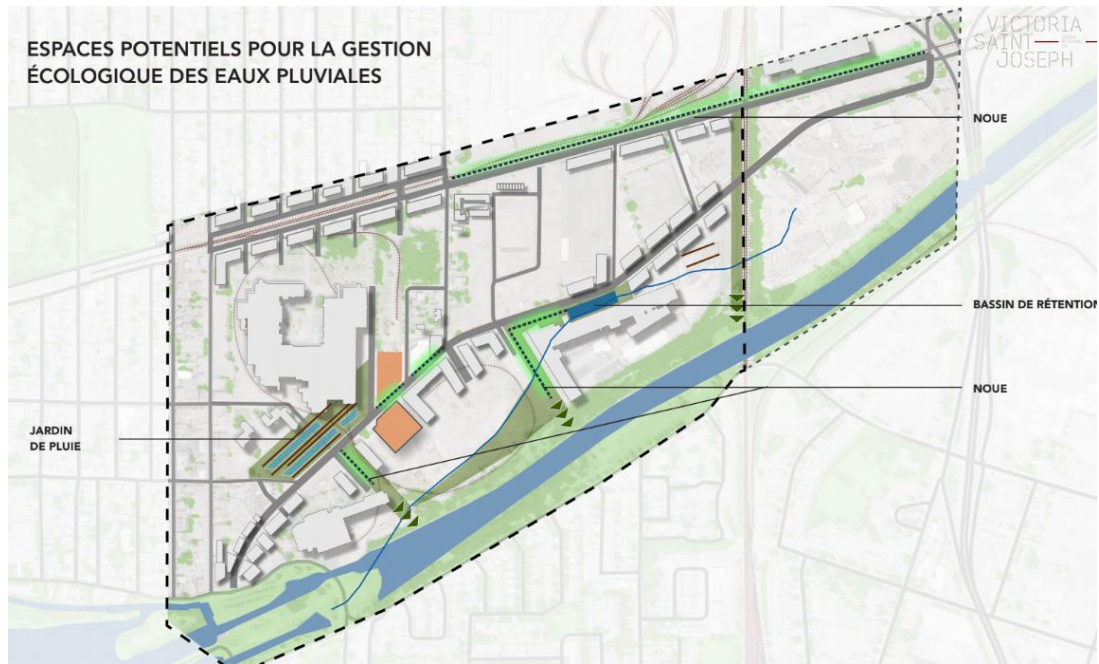 ESPACES POTENTIELS POUR LA GESTION
ÉCOLOGIQUE DES EAUX PLUVIALES
VICTORIA
SAINT
JOSEPH
NOUE
BASSIN DE RÉTENTION
NOUE
JARDIN
DE PLUIE